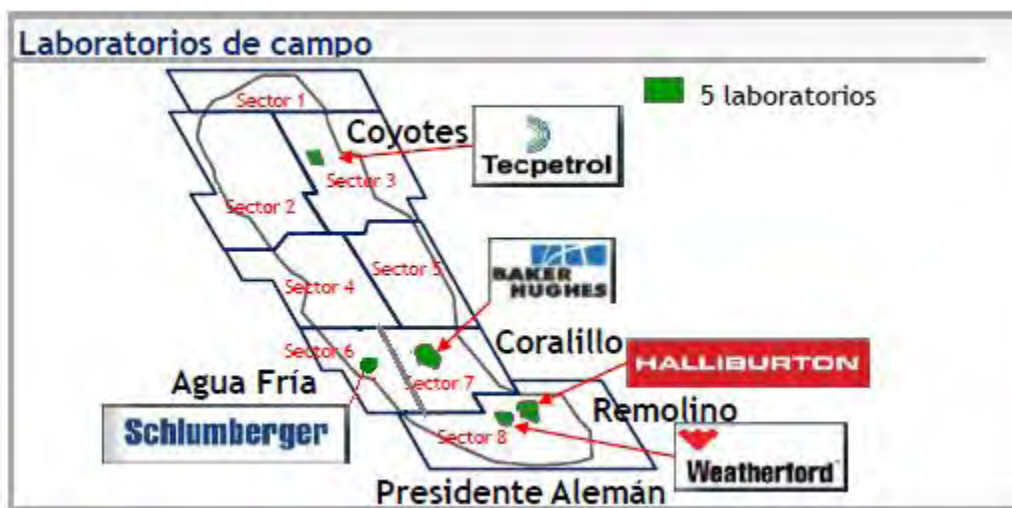 Laboratorios de campo
5 laboratorios
Sector 1
Coyotes
Tecpetrol
Sector 3
Sector 2
BAKER
HUGHES
Sector 5
Sector 4
Coralillo
Sector 6
HALLIBURTON
Agua Fría
Sector 7
Remolino
Schlumberger
Sector 8
Weatherford
Presidente Alemán